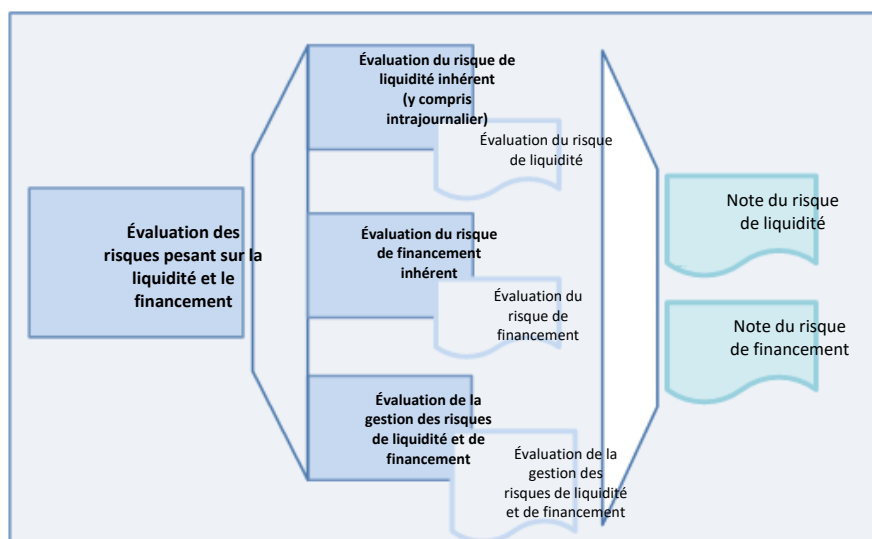 Évaluation des
risques pesant sur la
liquidité et le
financement
Évaluation du risque de
liquidité inhérent
(y compris
intrajournalier)
Évaluation du risque
de liquidité
Évaluation du risque
de financement
inhérent
Évaluation du
risque de
financement
Évaluation de la
gestion des risques
de liquidité et de
financement
Évaluation de la
gestion des
risques de liquidité
et de financement
Note du risque
de liquidité
Note du risque
de financement